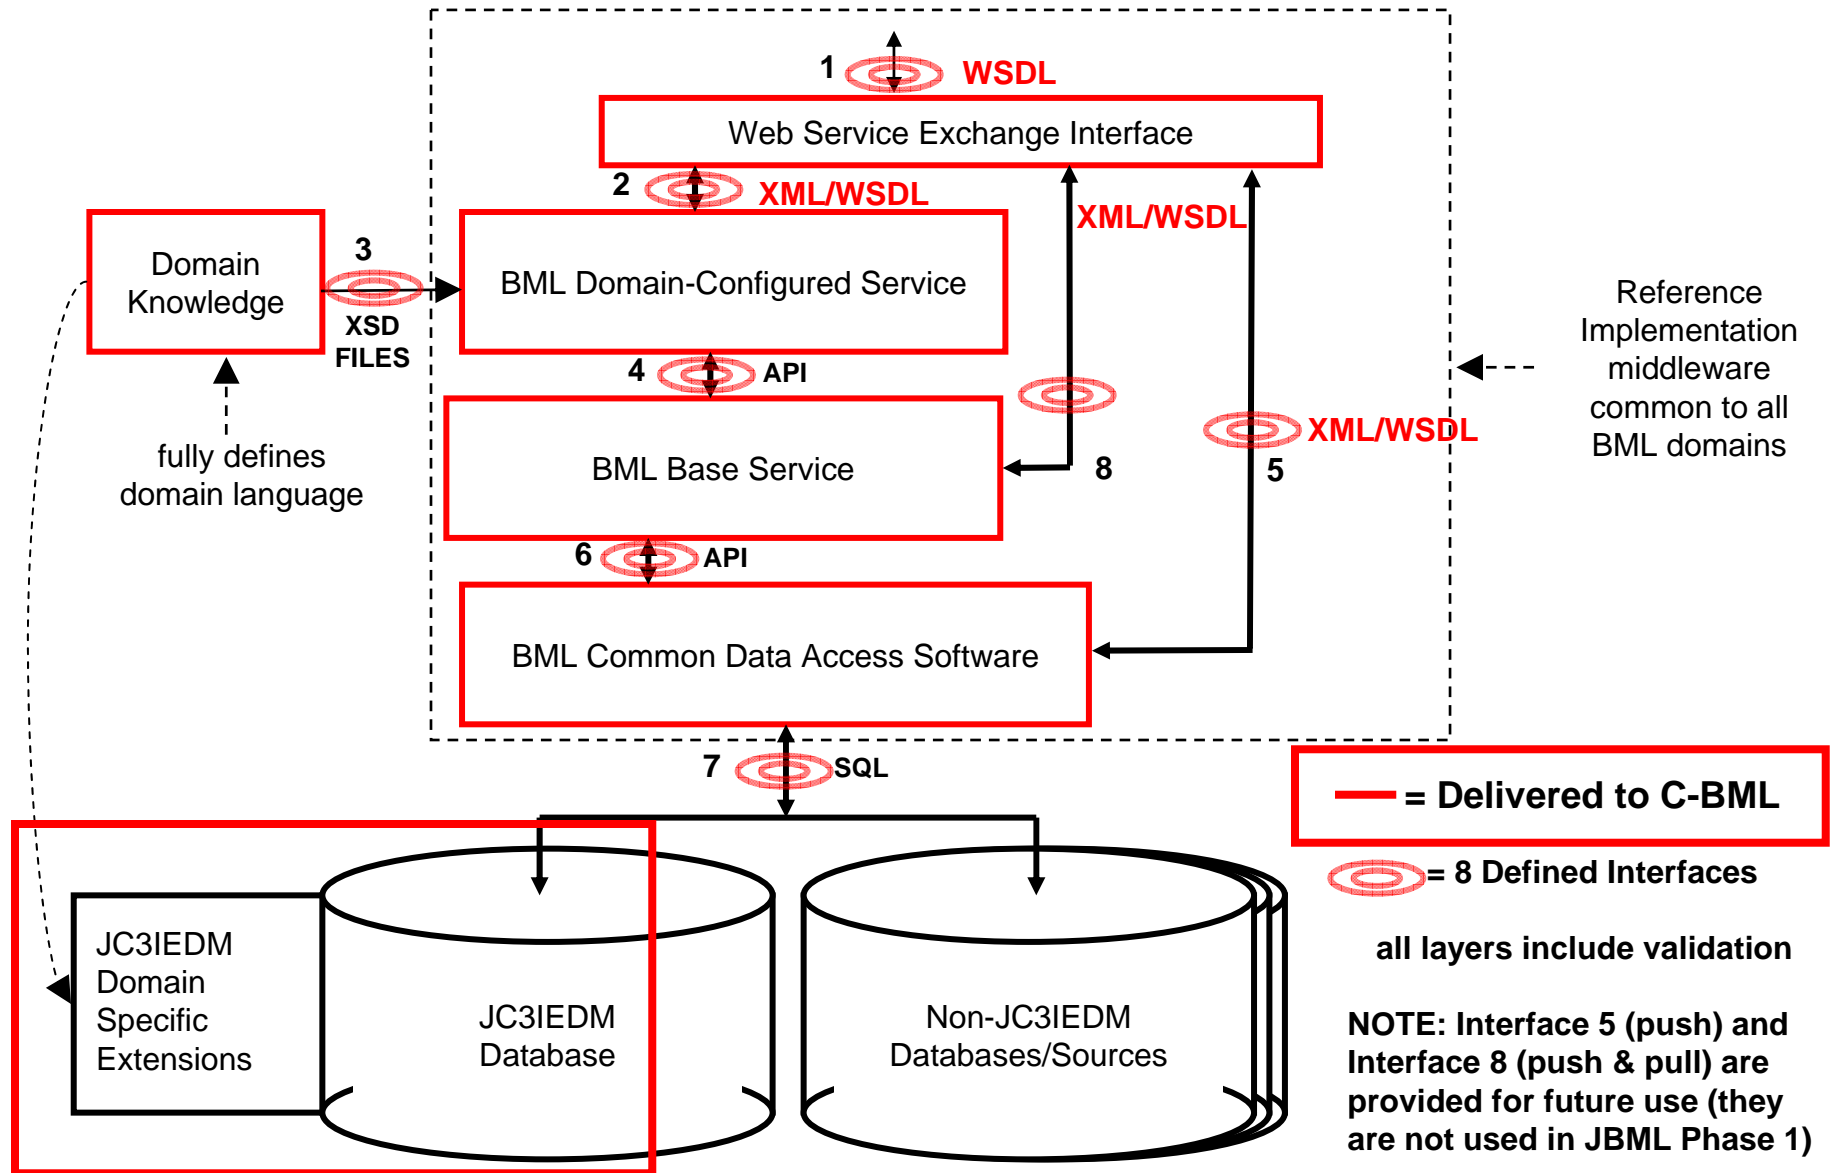 1
WSDL
Web Service Exchange Interface
2
XML/WSDL
XML/WSDL
Domain
Knowledge
3
XSD
FILES
BML Domain-Configured Service
Reference
Implementation
middleware
common to all
BML domains
4
API
fully defines
domain language
BML Base Service
8
XML/WSDL
5
6
API
BML Common Data Access Software
7
SQL
= Delivered to C-BML
= 8 Defined Interfaces
all layers include validation
JC3IEDM
Domain
Specific
Extensions
JC3IEDM
Database
Non-JC3IEDM
Databases/Sources
NOTE: Interface 5 (push) and
Interface 8 (push & pull) are
provided for future use (they
are not used in JBML Phase 1)